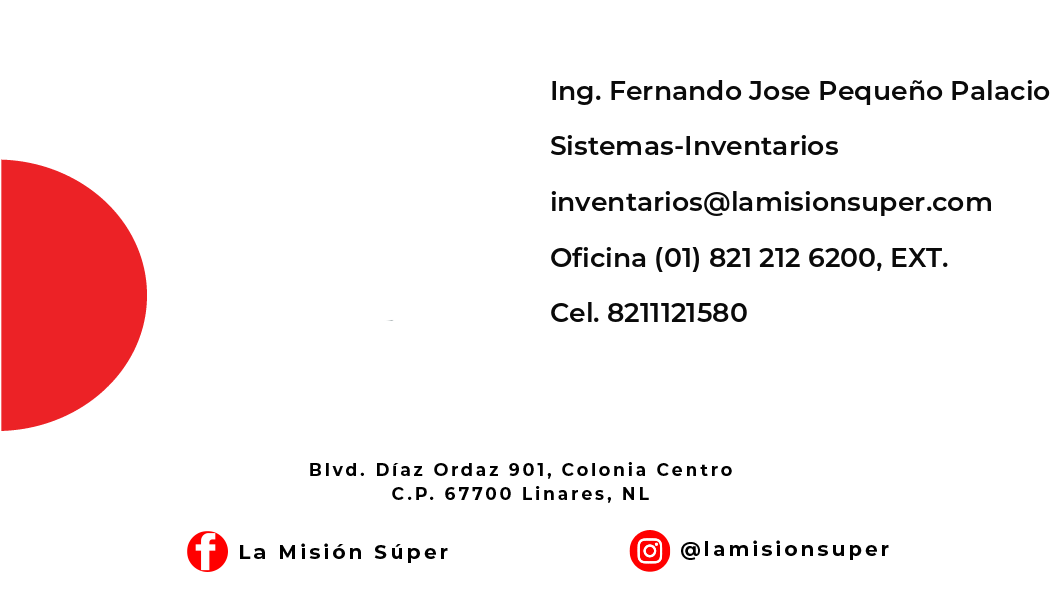 Ing. Fernando Jose Pequeño Palacio
Sistemas-Inventarios
inventarios@lamisionsuper.com
Oficina (01) 821 212 6200, EXT.
Cel. 8211121580
Blvd. Díaz Ordaz 901, Colonia Centro
C.P. 67700 Linares, NL
La Misión Súper
@lamisionsuper